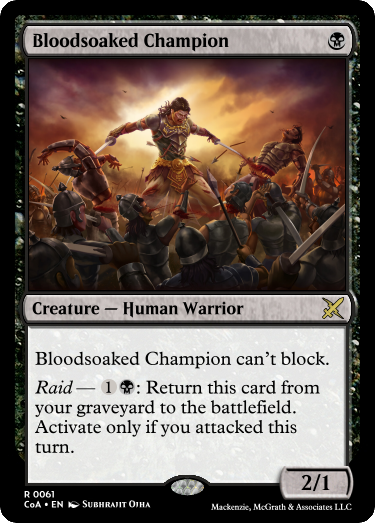 Bloodsoaked Champion
Creature — Human Warrior
Bloodsoaked Champion can't block.
Raid — 1: Return this card from
your graveyard to the battlefield.
Activate only if you attacked this
turn.
2/1
R 0061
CoA • EN Subhrajit Ojha
Mackenzie, McGrath & Associates LLC